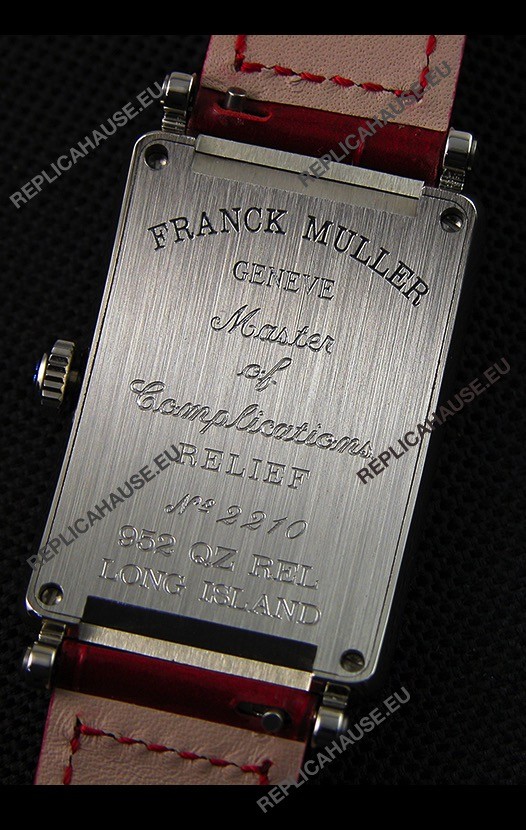 FRANCK MULLER
GENEVE
Master
of
Complications
RELIEF
Nº 2210
952 QZ REL
LONG ISLAND
REPLICAHAUSE.EU
REPLICAHAUSE.EU
REPLICAHAUSE.EU
REPLICAHAUSE.EU
REPLICAHAUSE.EU
REPLICAHAUSE.EU